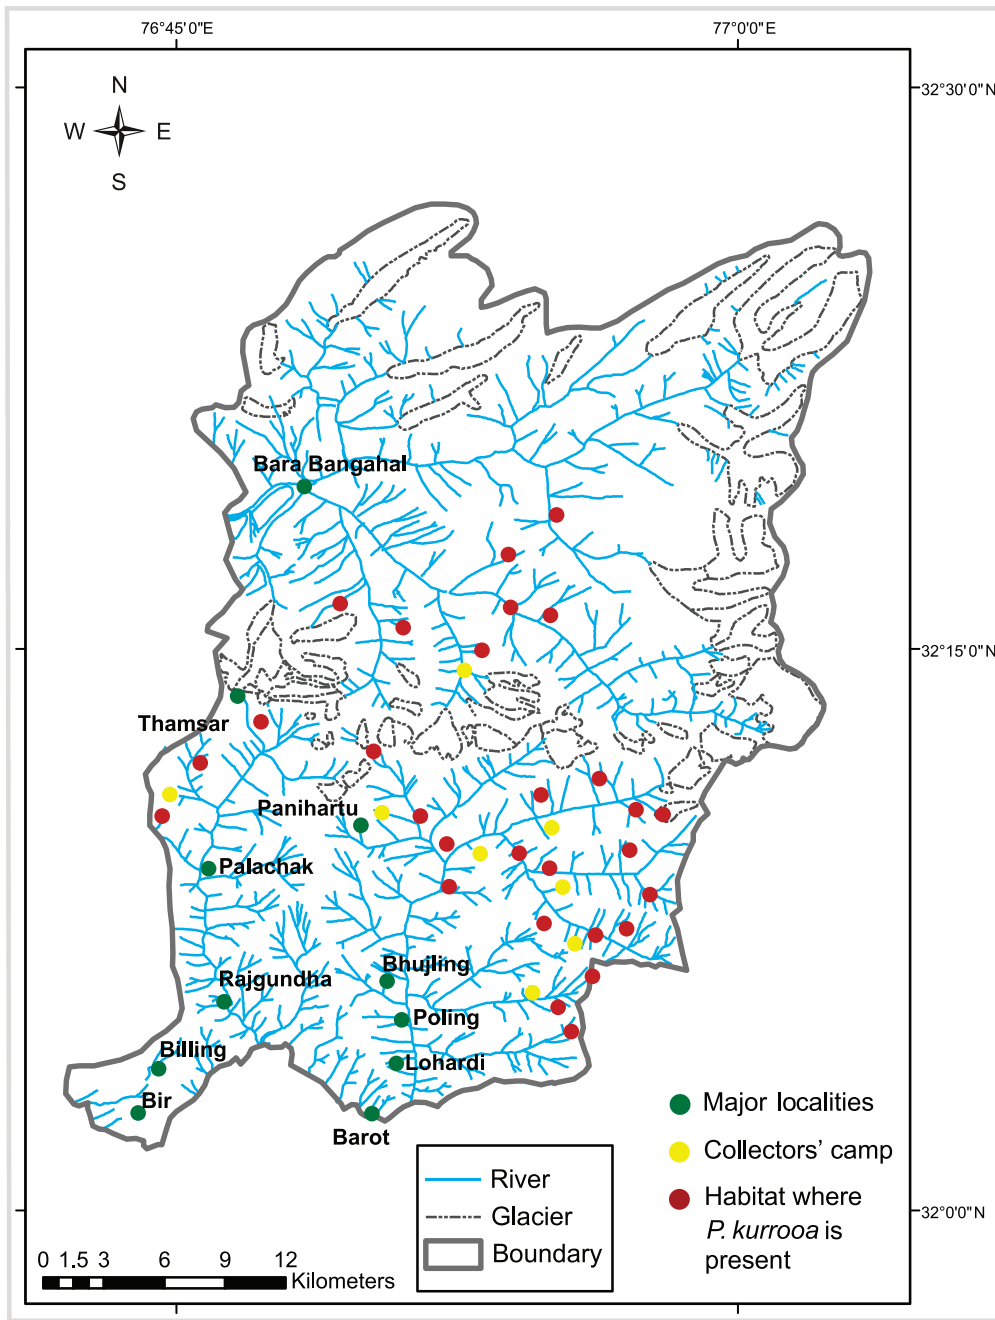 76°45'0"E
77°0'0"E
32°30'0"N
N
W E
S
Bara Bangahal
32°15'0"N
Thamsar
Panihartu
Palachak
Bhujling
Rajgundha
Poling
Billing
Lohardi
Bir
Barot
Major localities
Collectors' camp
Habitat where
P. kurrooa is
present
River
Glacier
Boundary
32°0'0"N
0 1.5 3 6 9 12
Kilometers